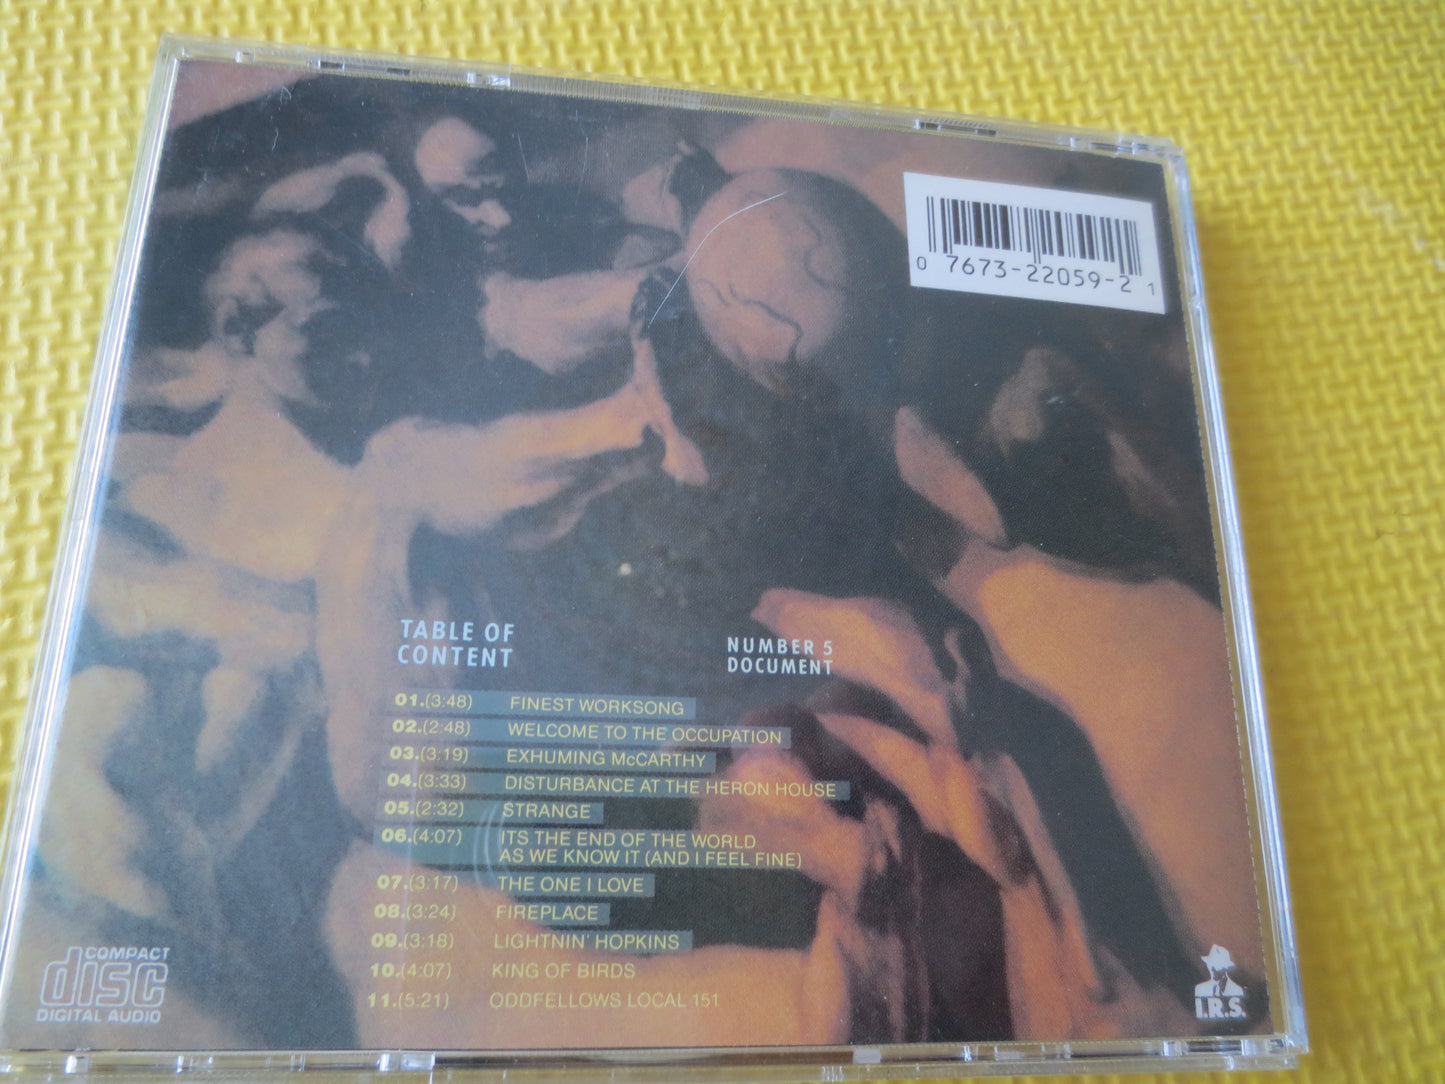 0 7673-22059-2 1
TABLE OF
CONTENT
NUMBER 5
DOCUMENT
01.(3:48) FINEST WORKSONG
02.(2:48) WELCOME TO THE OCCUPATION
03.(3:19) EXHUMING McCARTHY
04.(3:33) DISTURBANCE AT THE HERON HOUSE
05.(2:32) STRANGE
06.(4:07) ITS THE END OF THE WORLD
AS WE KNOW IT (AND I FEEL FINE)
07.(3:17) THE ONE I LOVE
08.(3:24) FIREPLACE
09.(3:18) LIGHTNIN' HOPKINS
10.(4:07) KING OF BIRDS
11.(5:21) ODDFELLOWS LOCAL 151
COMPACT
disc
DIGITAL AUDIO
I.R.S.